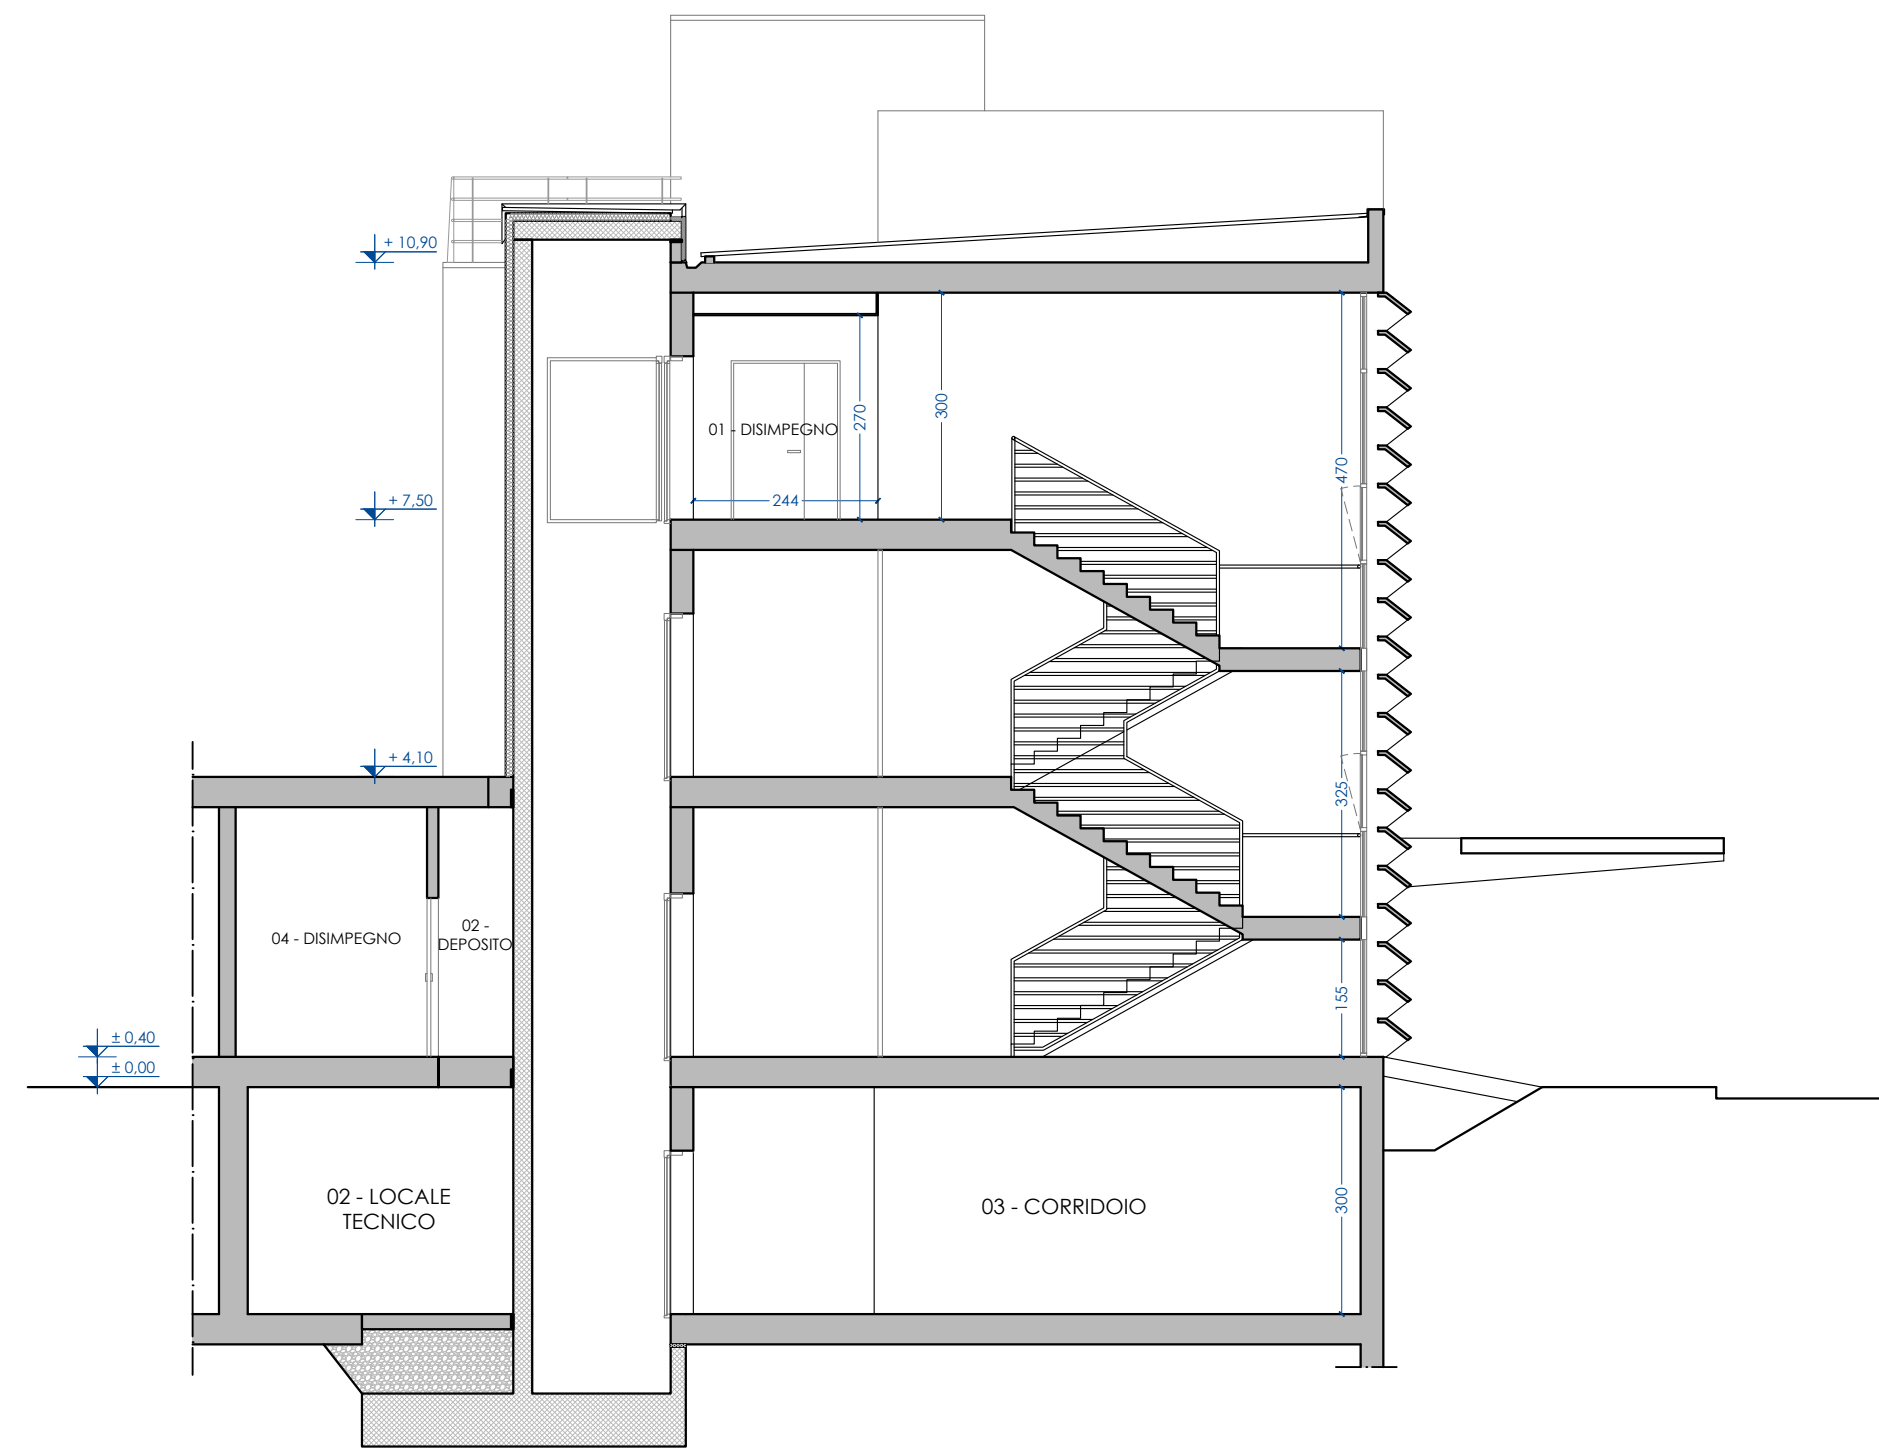 + 10,90
470
270
300
01 - DISIMPEGNO
244
+ 7,50
+ 4,10
325
02 -
DEPOSITO
04 - DISIMPEGNO
155
± 0,40
± 0,00
02 - LOCALE
TECNICO
03 - CORRIDOIO
300